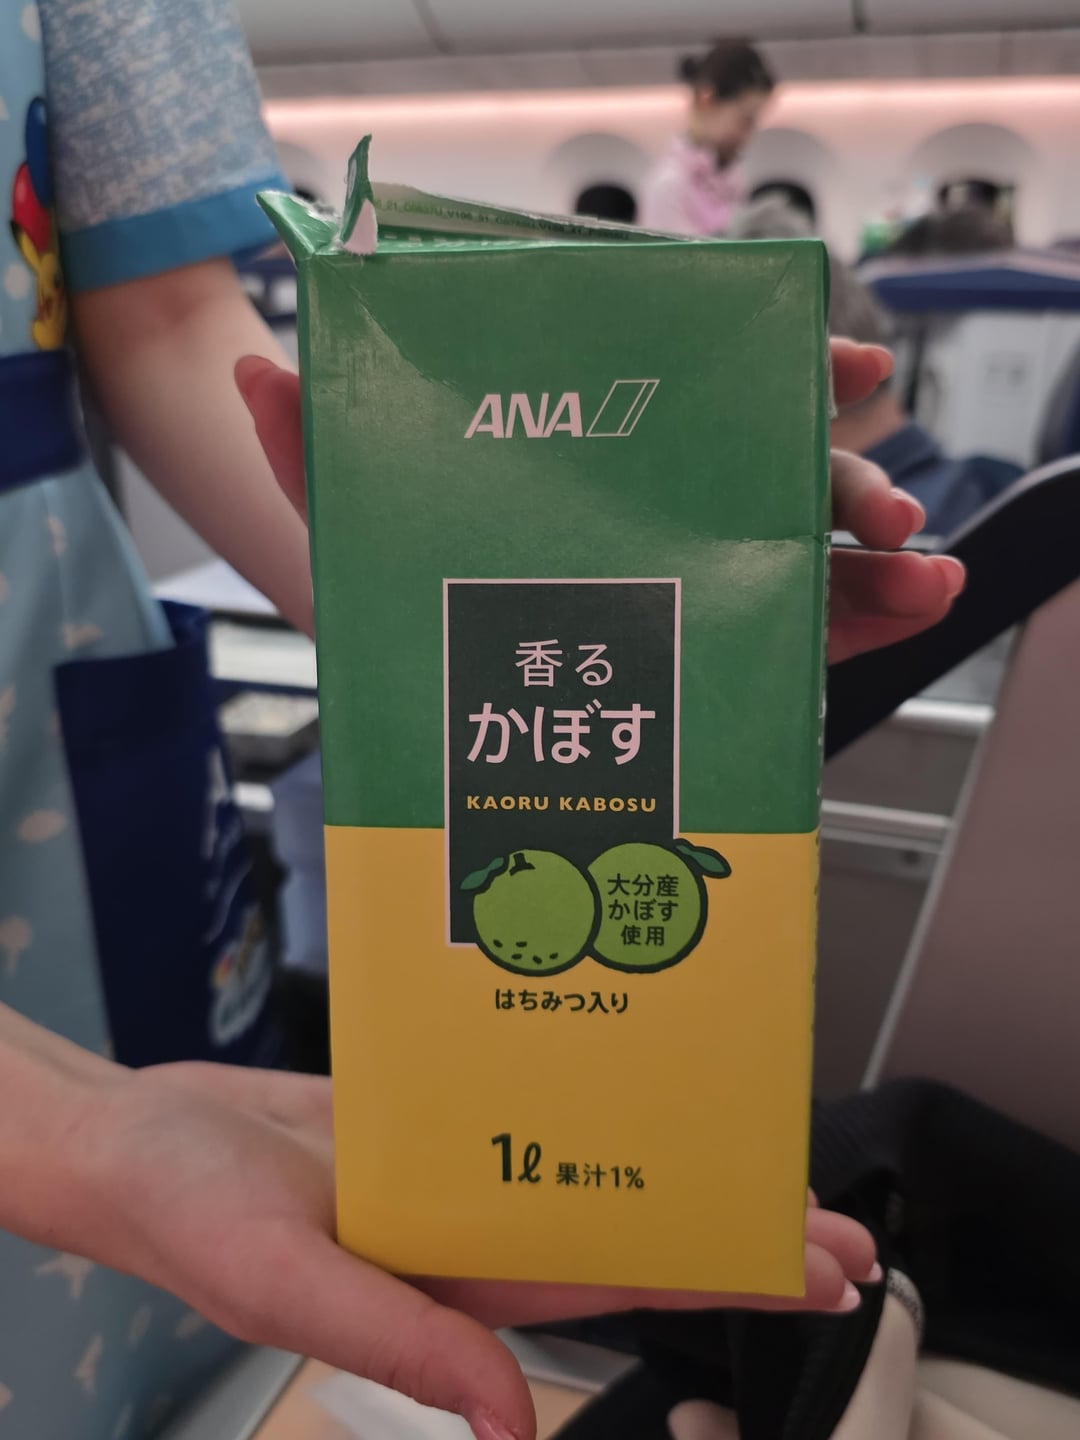 ANA
香る
かぼす
KAORU KABOSU
大分産
かぼす
使用
はちみつ入り
1ℓ 果汁1%